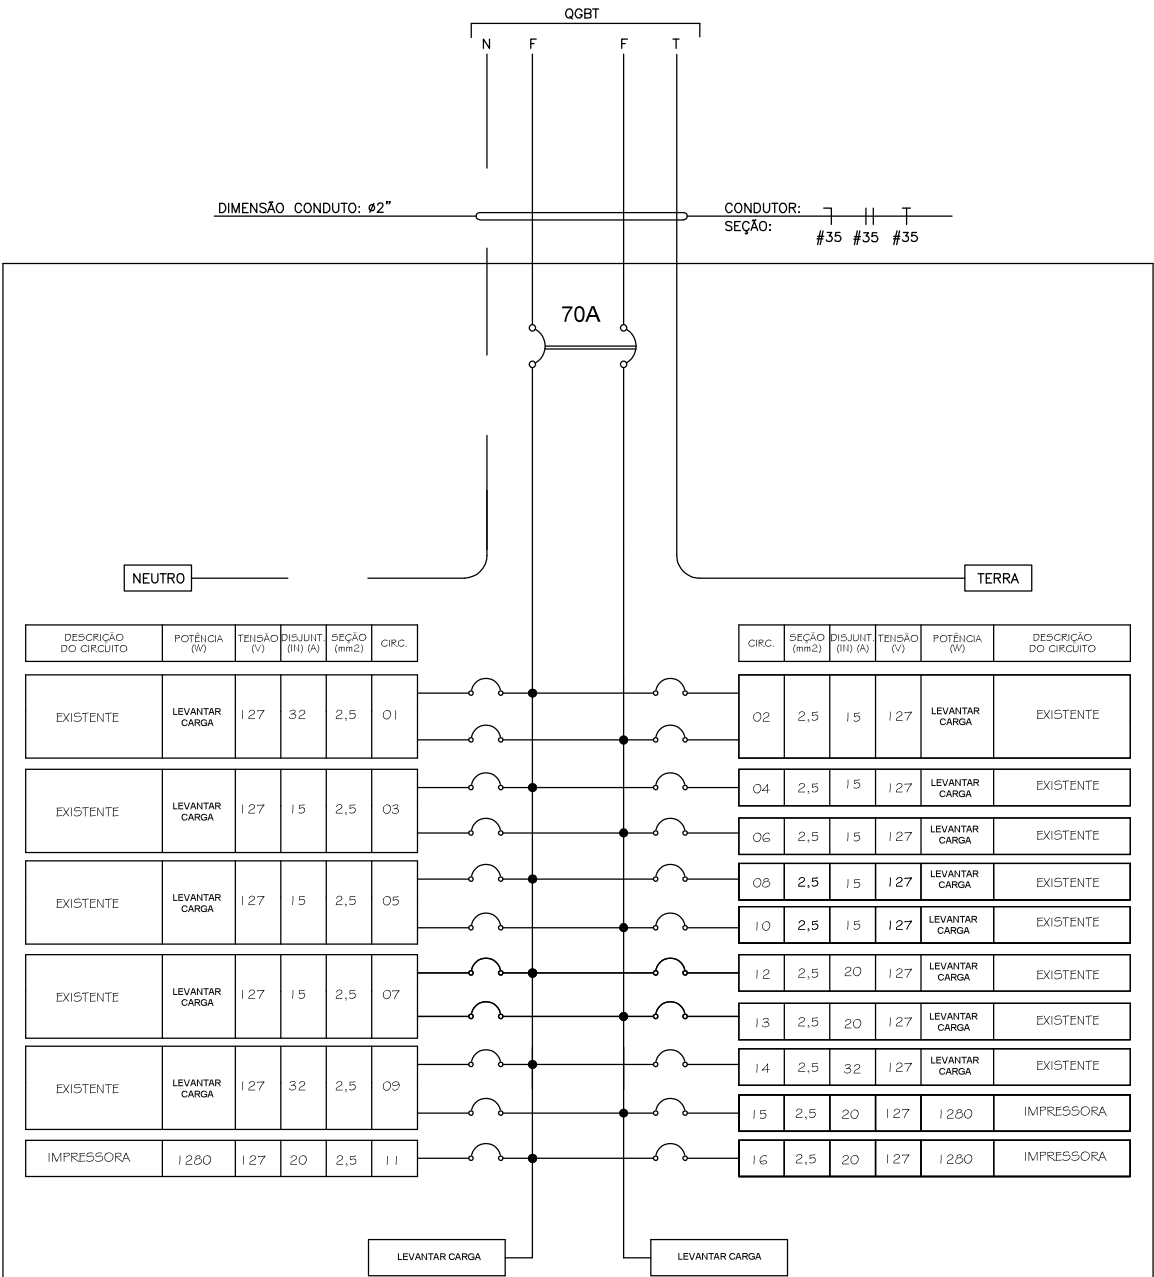 QGBT
N F F T
DIMENSÃO CONDUTO: ø2"
CONDUTOR:
SEÇÃO:
#35 #35 #35
70A
NEUTRO
TERRA
DESCRIÇÃO DO CIRCUITO POTÊNCIA (W) TENSÃO (V) DISJUNT. (IN) (A) SEÇÃO (mm2) CIRC.
EXISTENTE LEVANTAR CARGA 127 32 2,5 01
EXISTENTE LEVANTAR CARGA 127 15 2,5 03
EXISTENTE LEVANTAR CARGA 127 15 2,5 05
EXISTENTE LEVANTAR CARGA 127 15 2,5 07
EXISTENTE LEVANTAR CARGA 127 32 2,5 09
IMPRESSORA 1280 127 20 2,5 11
CIRC. SEÇÃO (mm2) DISJUNT. (IN) (A) TENSÃO (V) POTÊNCIA (W) DESCRIÇÃO DO CIRCUITO
02 2,5 15 127 LEVANTAR CARGA EXISTENTE
04 2,5 15 127 LEVANTAR CARGA EXISTENTE
06 2,5 15 127 LEVANTAR CARGA EXISTENTE
08 2,5 15 127 LEVANTAR CARGA EXISTENTE
10 2,5 15 127 LEVANTAR CARGA EXISTENTE
12 2,5 20 127 LEVANTAR CARGA EXISTENTE
13 2,5 20 127 LEVANTAR CARGA EXISTENTE
14 2,5 32 127 LEVANTAR CARGA EXISTENTE
15 2,5 20 127 1280 IMPRESSORA
16 2,5 20 127 1280 IMPRESSORA
LEVANTAR CARGA
LEVANTAR CARGA